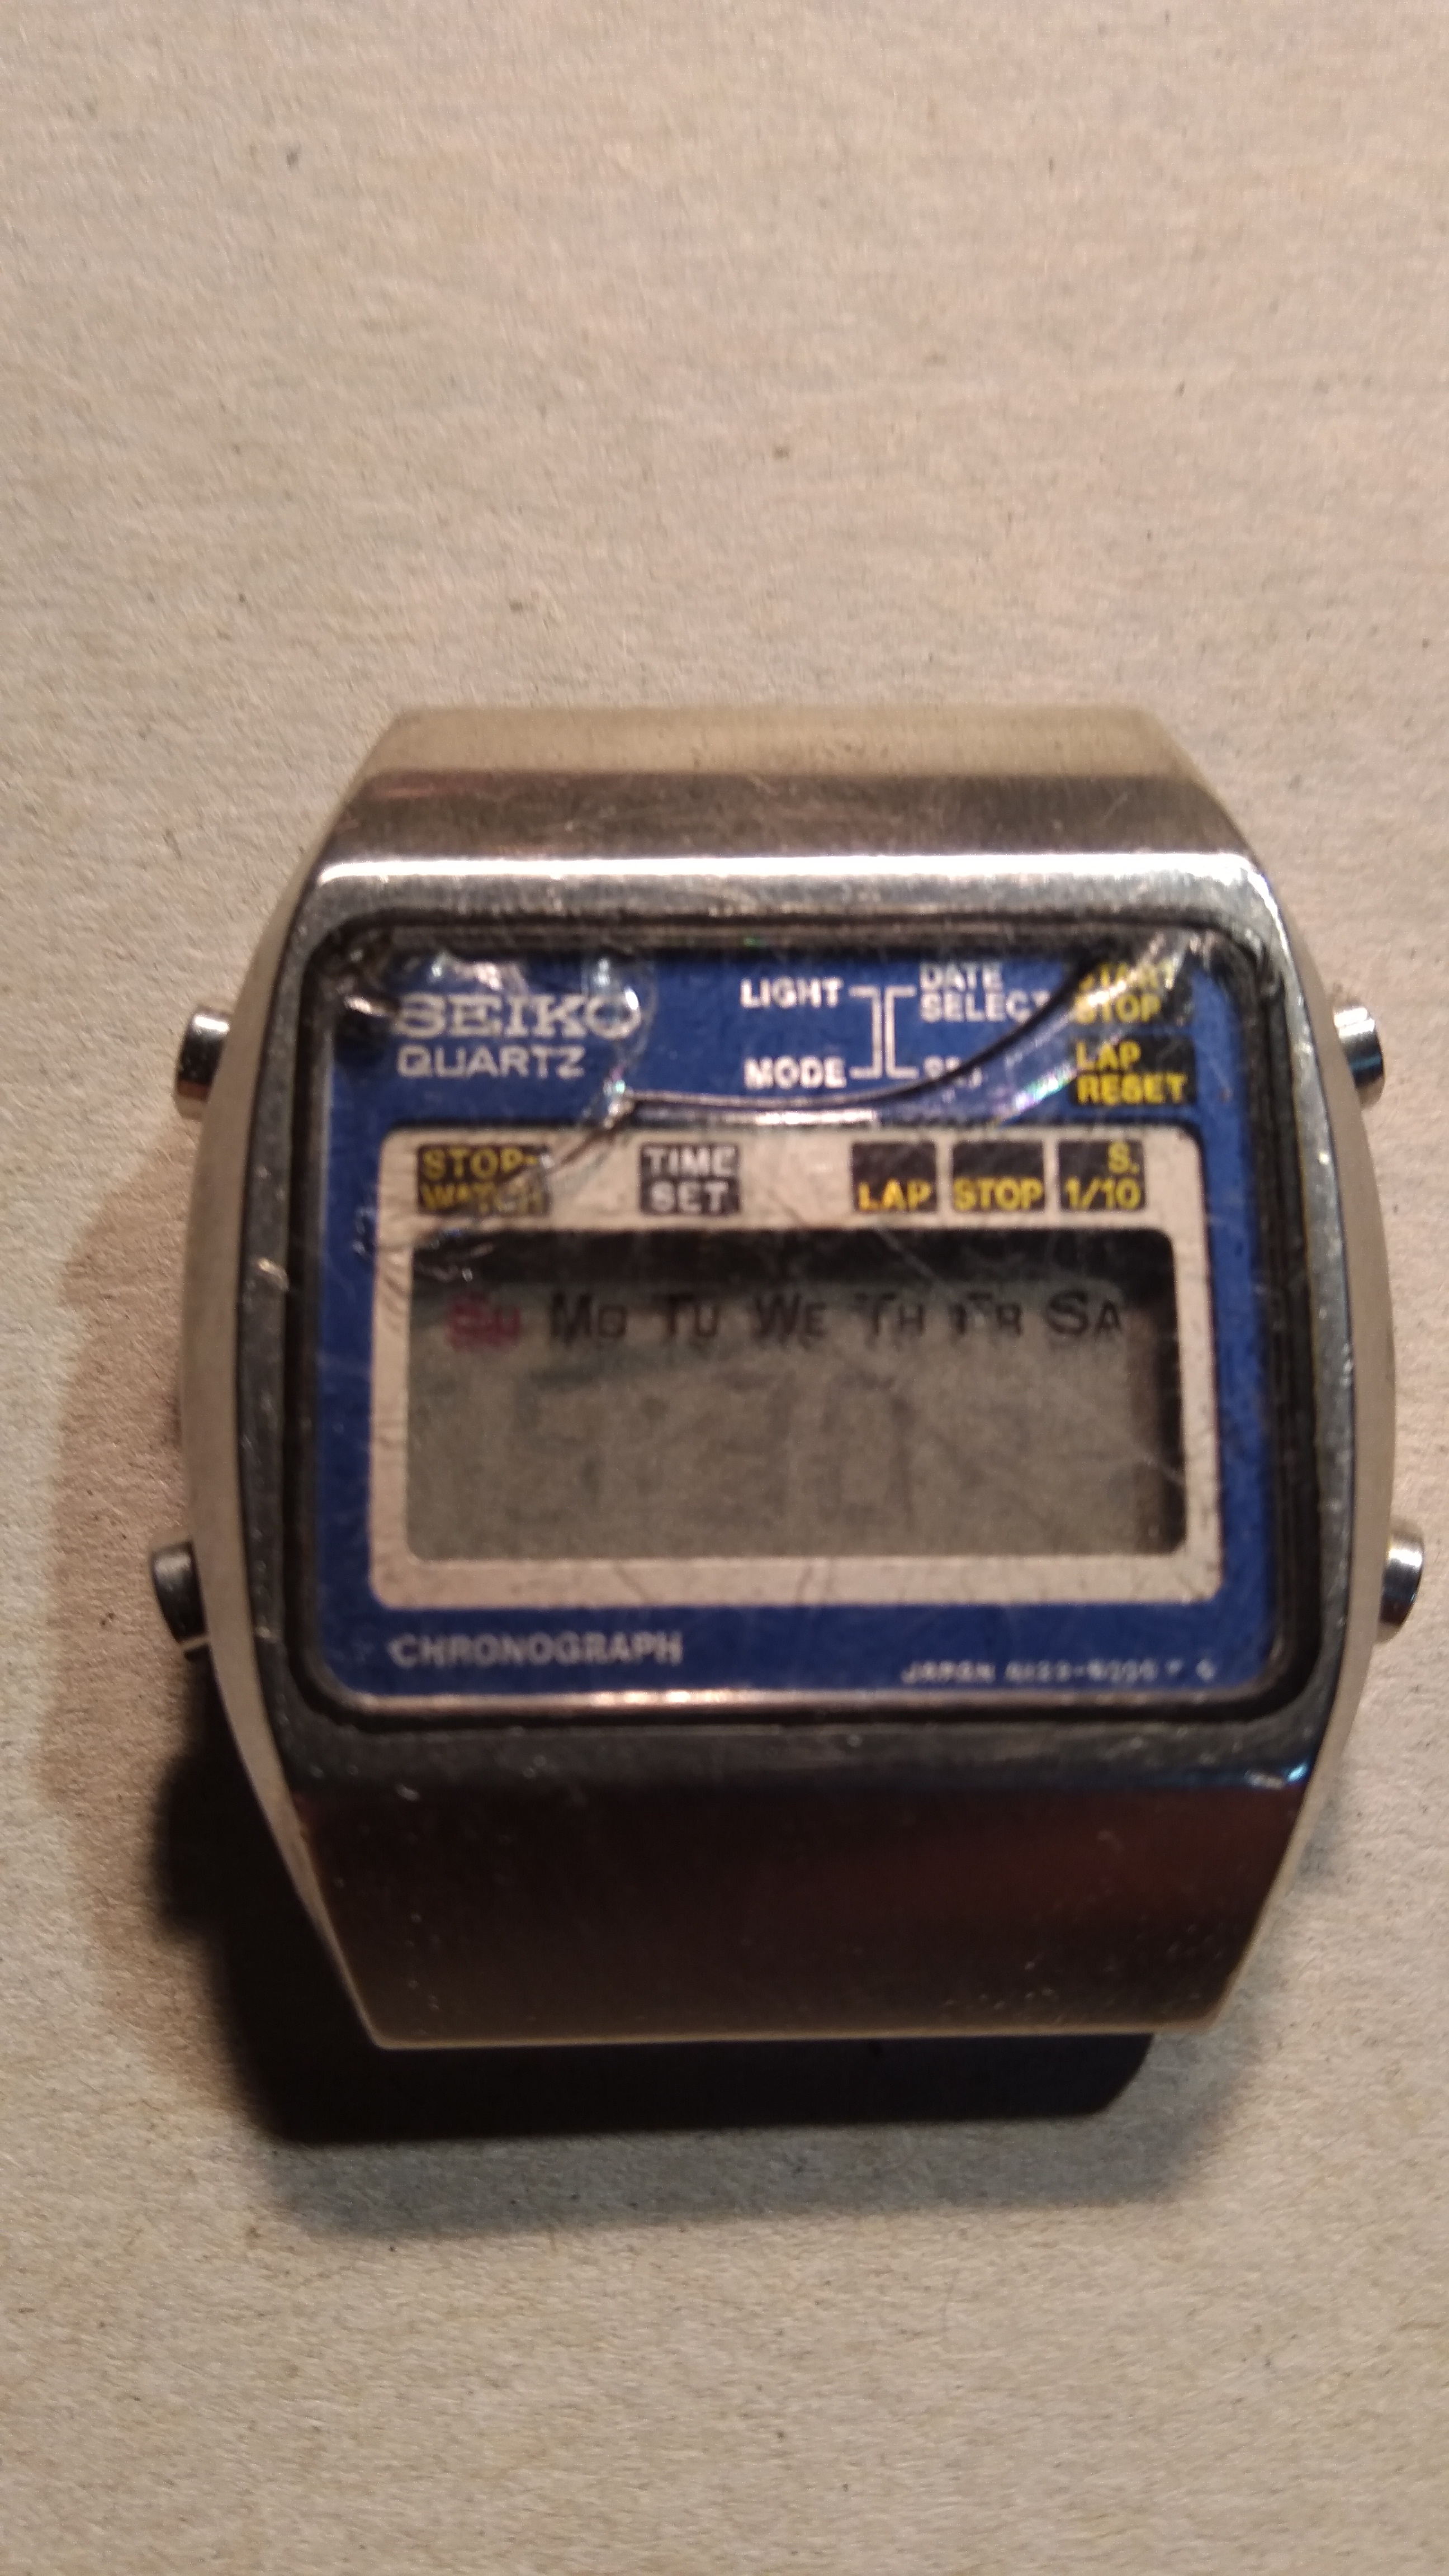 SEIKO
QUARTZ
LIGHT
MODE
DATE
SELECT
START
STOP
LAP
RESET
STOP-
WATCH
TIME
SET
LAP
STOP
S.
1/10
SU MO TU WE TH FR SA
CHRONOGRAPH
JAPAN